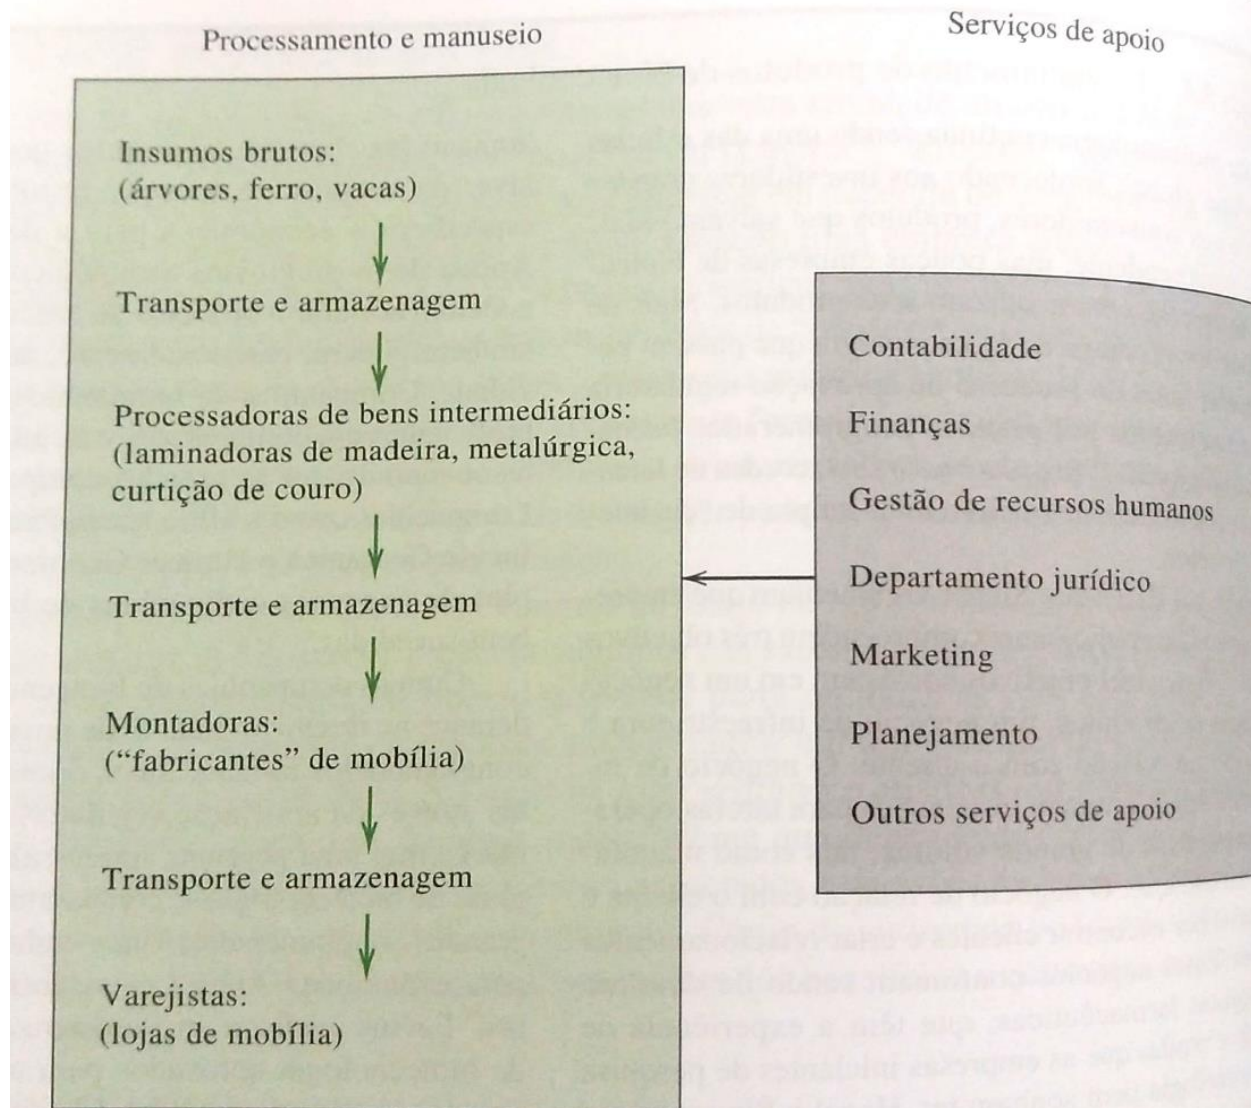 Processamento e manuseio
Insumos brutos:
(árvores, ferro, vacas)
Transporte e armazenagem
Processadoras de bens intermediários:
(laminadoras de madeira, metalúrgica,
curtição de couro)
Transporte e armazenagem
Montadoras:
(“fabricantes” de mobília)
Transporte e armazenagem
Varejistas:
(lojas de mobília)
Serviços de apoio
Contabilidade
Finanças
Gestão de recursos humanos
Departamento jurídico
Marketing
Planejamento
Outros serviços de apoio